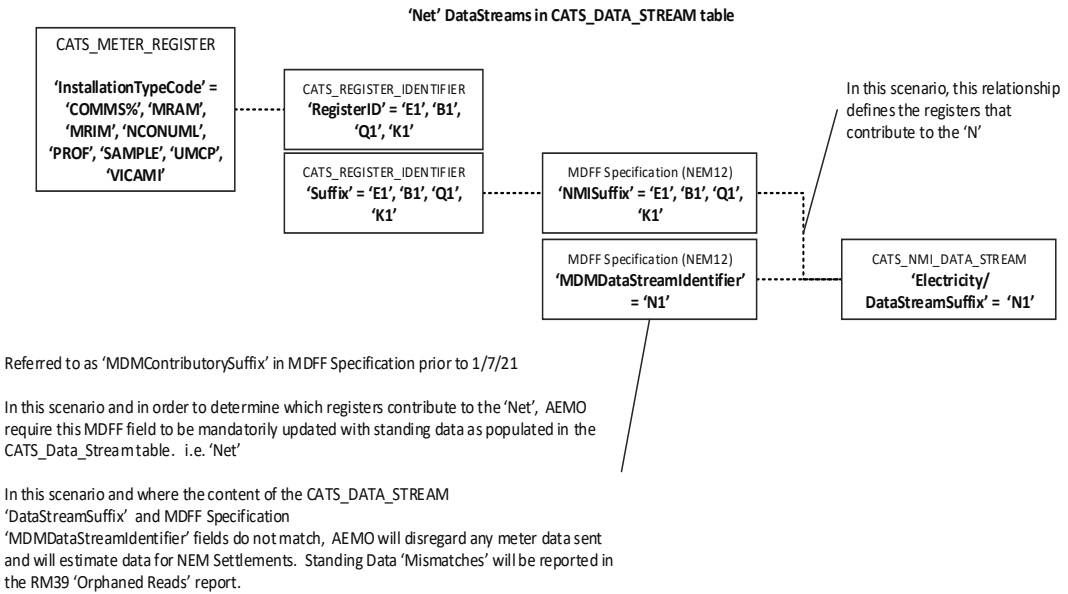 ‘Net’ DataStreams in CATS_DATA_STREAM table
CATS_METER_REGISTER
‘InstallationTypeCode’ =
‘COMMS%’, ‘MRAM’,
‘MRIM’, ‘NCONUML’,
‘PROF’, ‘SAMPLE’, ‘UMCP’,
‘VICAMI’
CATS_REGISTER_IDENTIFIER
‘RegisterID’ = ‘E1’, ‘B1’,
‘Q1’, ‘K1’
CATS_REGISTER_IDENTIFIER
‘Suffix’ = ‘E1’, ‘B1’, ‘Q1’,
‘K1’
MDFF Specification (NEM12)
‘NMISuffix’ = ‘E1’, ‘B1’, ‘Q1’,
‘K1’
MDFF Specification (NEM12)
‘MDMDataStreamIdentifier’
= ‘N1’
In this scenario, this relationship
defines the registers that
contribute to the ‘N’
CATS_NMI_DATA_STREAM
‘Electricity/
DataStreamSuffix’ = ‘N1’
Referred to as ‘MDMContributorySuffix’ in MDFF Specification prior to 1/7/21
In this scenario and in order to determine which registers contribute to the ‘Net’, AEMO
require this MDFF field to be mandatorily updated with standing data as populated in the
CATS_Data_Stream table. i.e. ‘Net’
In this scenario and where the content of the CATS_DATA_STREAM
‘DataStreamSuffix’ and MDFF Specification
‘MDMDataStreamIdentifier’ fields do not match, AEMO will disregard any meter data sent
and will estimate data for NEM Settlements. Standing Data ‘Mismatches’ will be reported in
the RM39 ‘Orphaned Reads’ report.